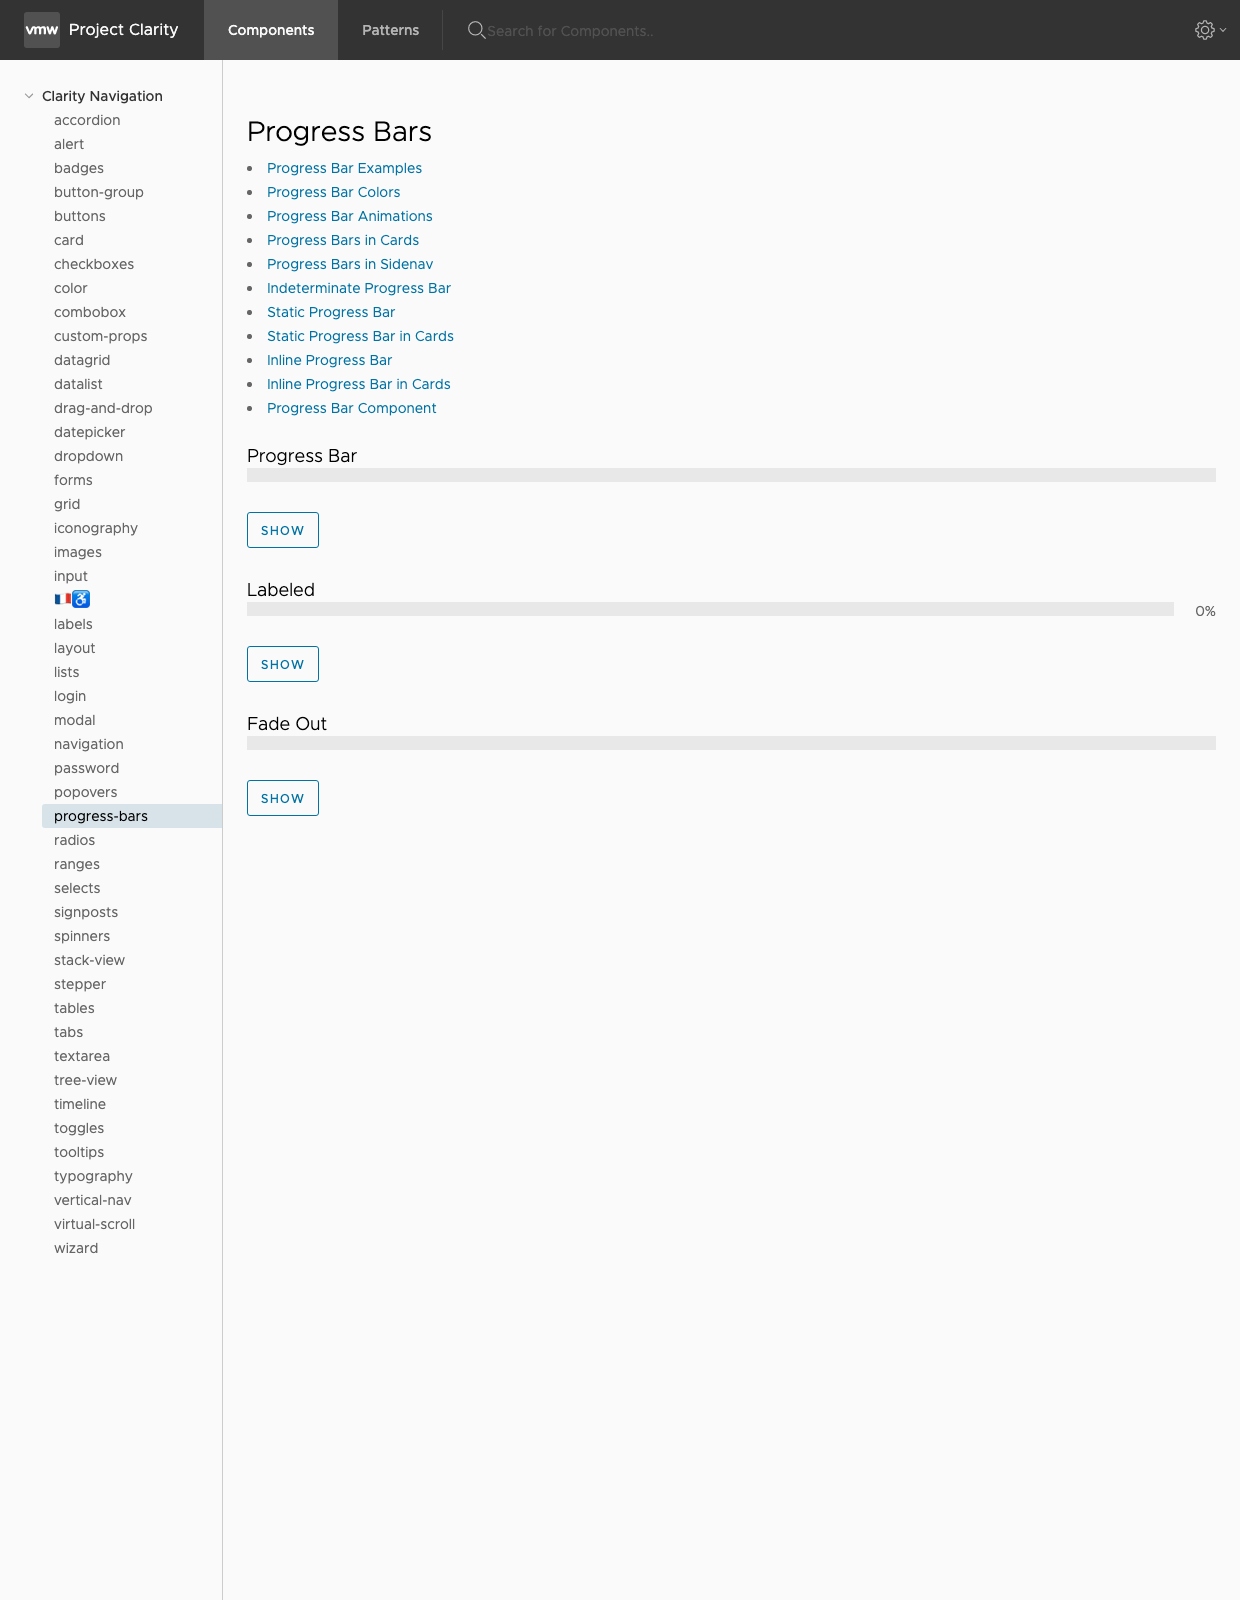 vmw Project Clarity Components Patterns Search for Components..
Clarity Navigation
accordion
alert
badges
button-group
buttons
card
checkboxes
color
combobox
custom-props
datagrid
datalist
drag-and-drop
datepicker
dropdown
forms
grid
iconography
images
input
🇫🇷♿
labels
layout
lists
login
modal
navigation
password
popovers
progress-bars
radios
ranges
selects
signposts
spinners
stack-view
stepper
tables
tabs
textarea
tree-view
timeline
toggles
tooltips
typography
vertical-nav
virtual-scroll
wizard
Progress Bars
• Progress Bar Examples
• Progress Bar Colors
• Progress Bar Animations
• Progress Bars in Cards
• Progress Bars in Sidenav
• Indeterminate Progress Bar
• Static Progress Bar
• Static Progress Bar in Cards
• Inline Progress Bar
• Inline Progress Bar in Cards
• Progress Bar Component
Progress Bar
SHOW
Labeled
0%
SHOW
Fade Out
SHOW